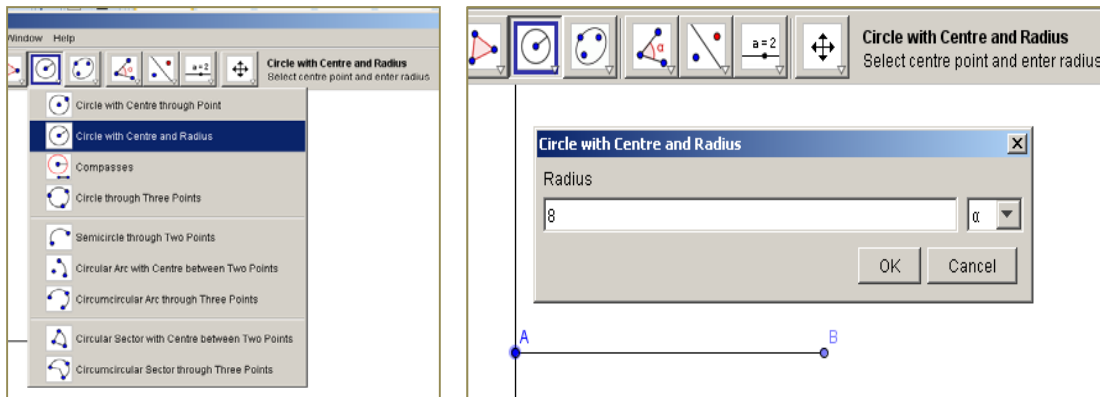 Window Help
a=2
Circle with Centre and Radius
Select centre point and enter radius
Circle with Centre through Point
Circle with Centre and Radius
Compasses
Circle through Three Points
Semicircle through Two Points
Circular Arc with Centre between Two Points
Circumcircular Arc through Three Points
Circular Sector with Centre between Two Points
Circumcircular Sector through Three Points
α
a=2
Circle with Centre and Radius
Select centre point and enter radius
Circle with Centre and Radius
Radius
8
α
OK Cancel
A B